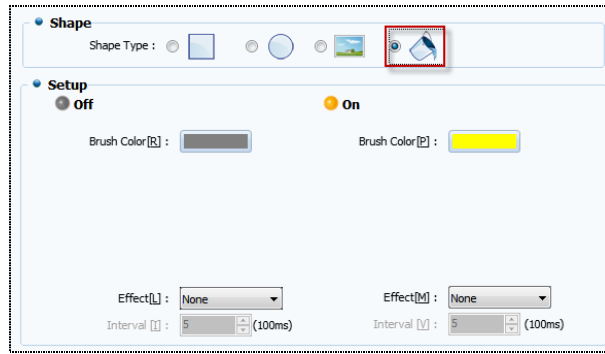 Shape
Shape Type :
Setup
Off On
Brush Color[R] : Brush Color[P] :
Effect[L] : None Effect[M] : None
Interval [I] : 5 (100ms) Interval [V] : 5 (100ms)